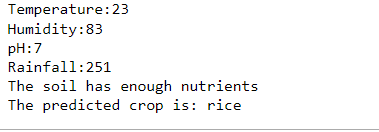 Temperature:23
Humidity:83
pH:7
Rainfall:251
The soil has enough nutrients
The predicted crop is: rice